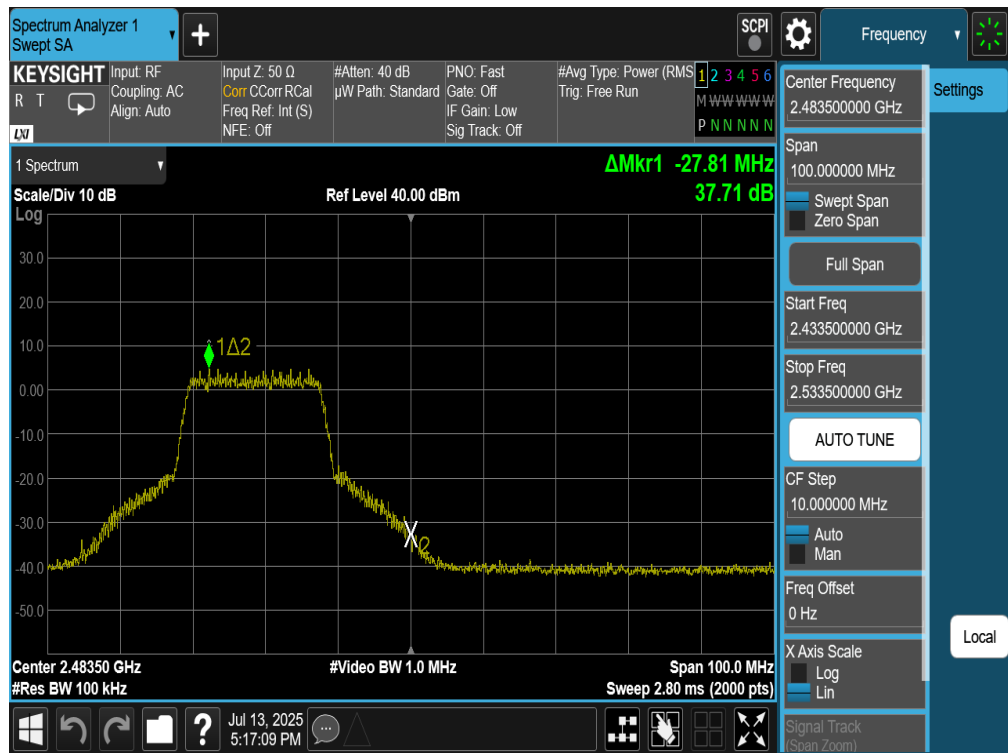 Spectrum Analyzer 1
Swept SA
+
SCPI
Frequency
KEYSIGHT
R T
LXI
Input: RF
Coupling: AC
Align: Auto
Input Z: 50 Ω
Corr CCorr RCal
Freq Ref: Int (S)
NFE: Off
#Atten: 40 dB
µW Path: Standard
PNO: Fast
Gate: Off
IF Gain: Low
Sig Track: Off
#Avg Type: Power (RMS
Trig: Free Run
1 2 3 4 5 6
M W W W W W
P N N N N N
1 Spectrum
ΔMkr1 -27.81 MHz
37.71 dB
Scale/Div 10 dB
Ref Level 40.00 dBm
Log
30.0
20.0
10.0
0.00
-10.0
-20.0
-30.0
-40.0
-50.0
1Δ2
X2
Center 2.48350 GHz
#Video BW 1.0 MHz
Span 100.0 MHz
#Res BW 100 kHz
Sweep 2.80 ms (2000 pts)
Center Frequency
2.483500000 GHz
Span
100.000000 MHz
Swept Span
Zero Span
Full Span
Start Freq
2.433500000 GHz
Stop Freq
2.533500000 GHz
AUTO TUNE
CF Step
10.000000 MHz
Auto
Man
Freq Offset
0 Hz
X Axis Scale
Log
Lin
Signal Track
(Span Zoom)
Settings
Local
?
Jul 13, 2025
5:17:09 PM